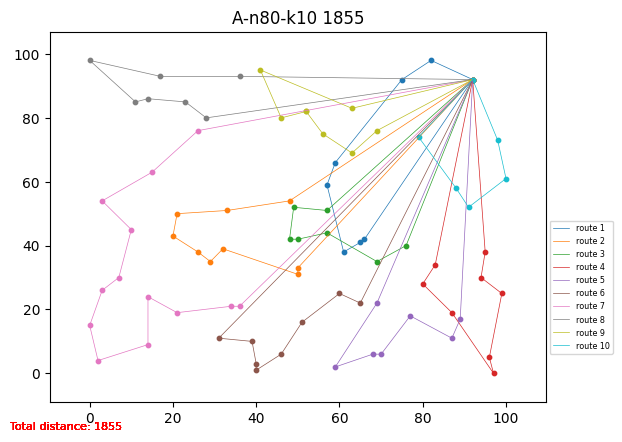 A-n80-k10 1855
100
80
60
40
20
0
0 20 40 60 80 100
route 1
route 2
route 3
route 4
route 5
route 6
route 7
route 8
route 9
route 10
Total distance: 1855